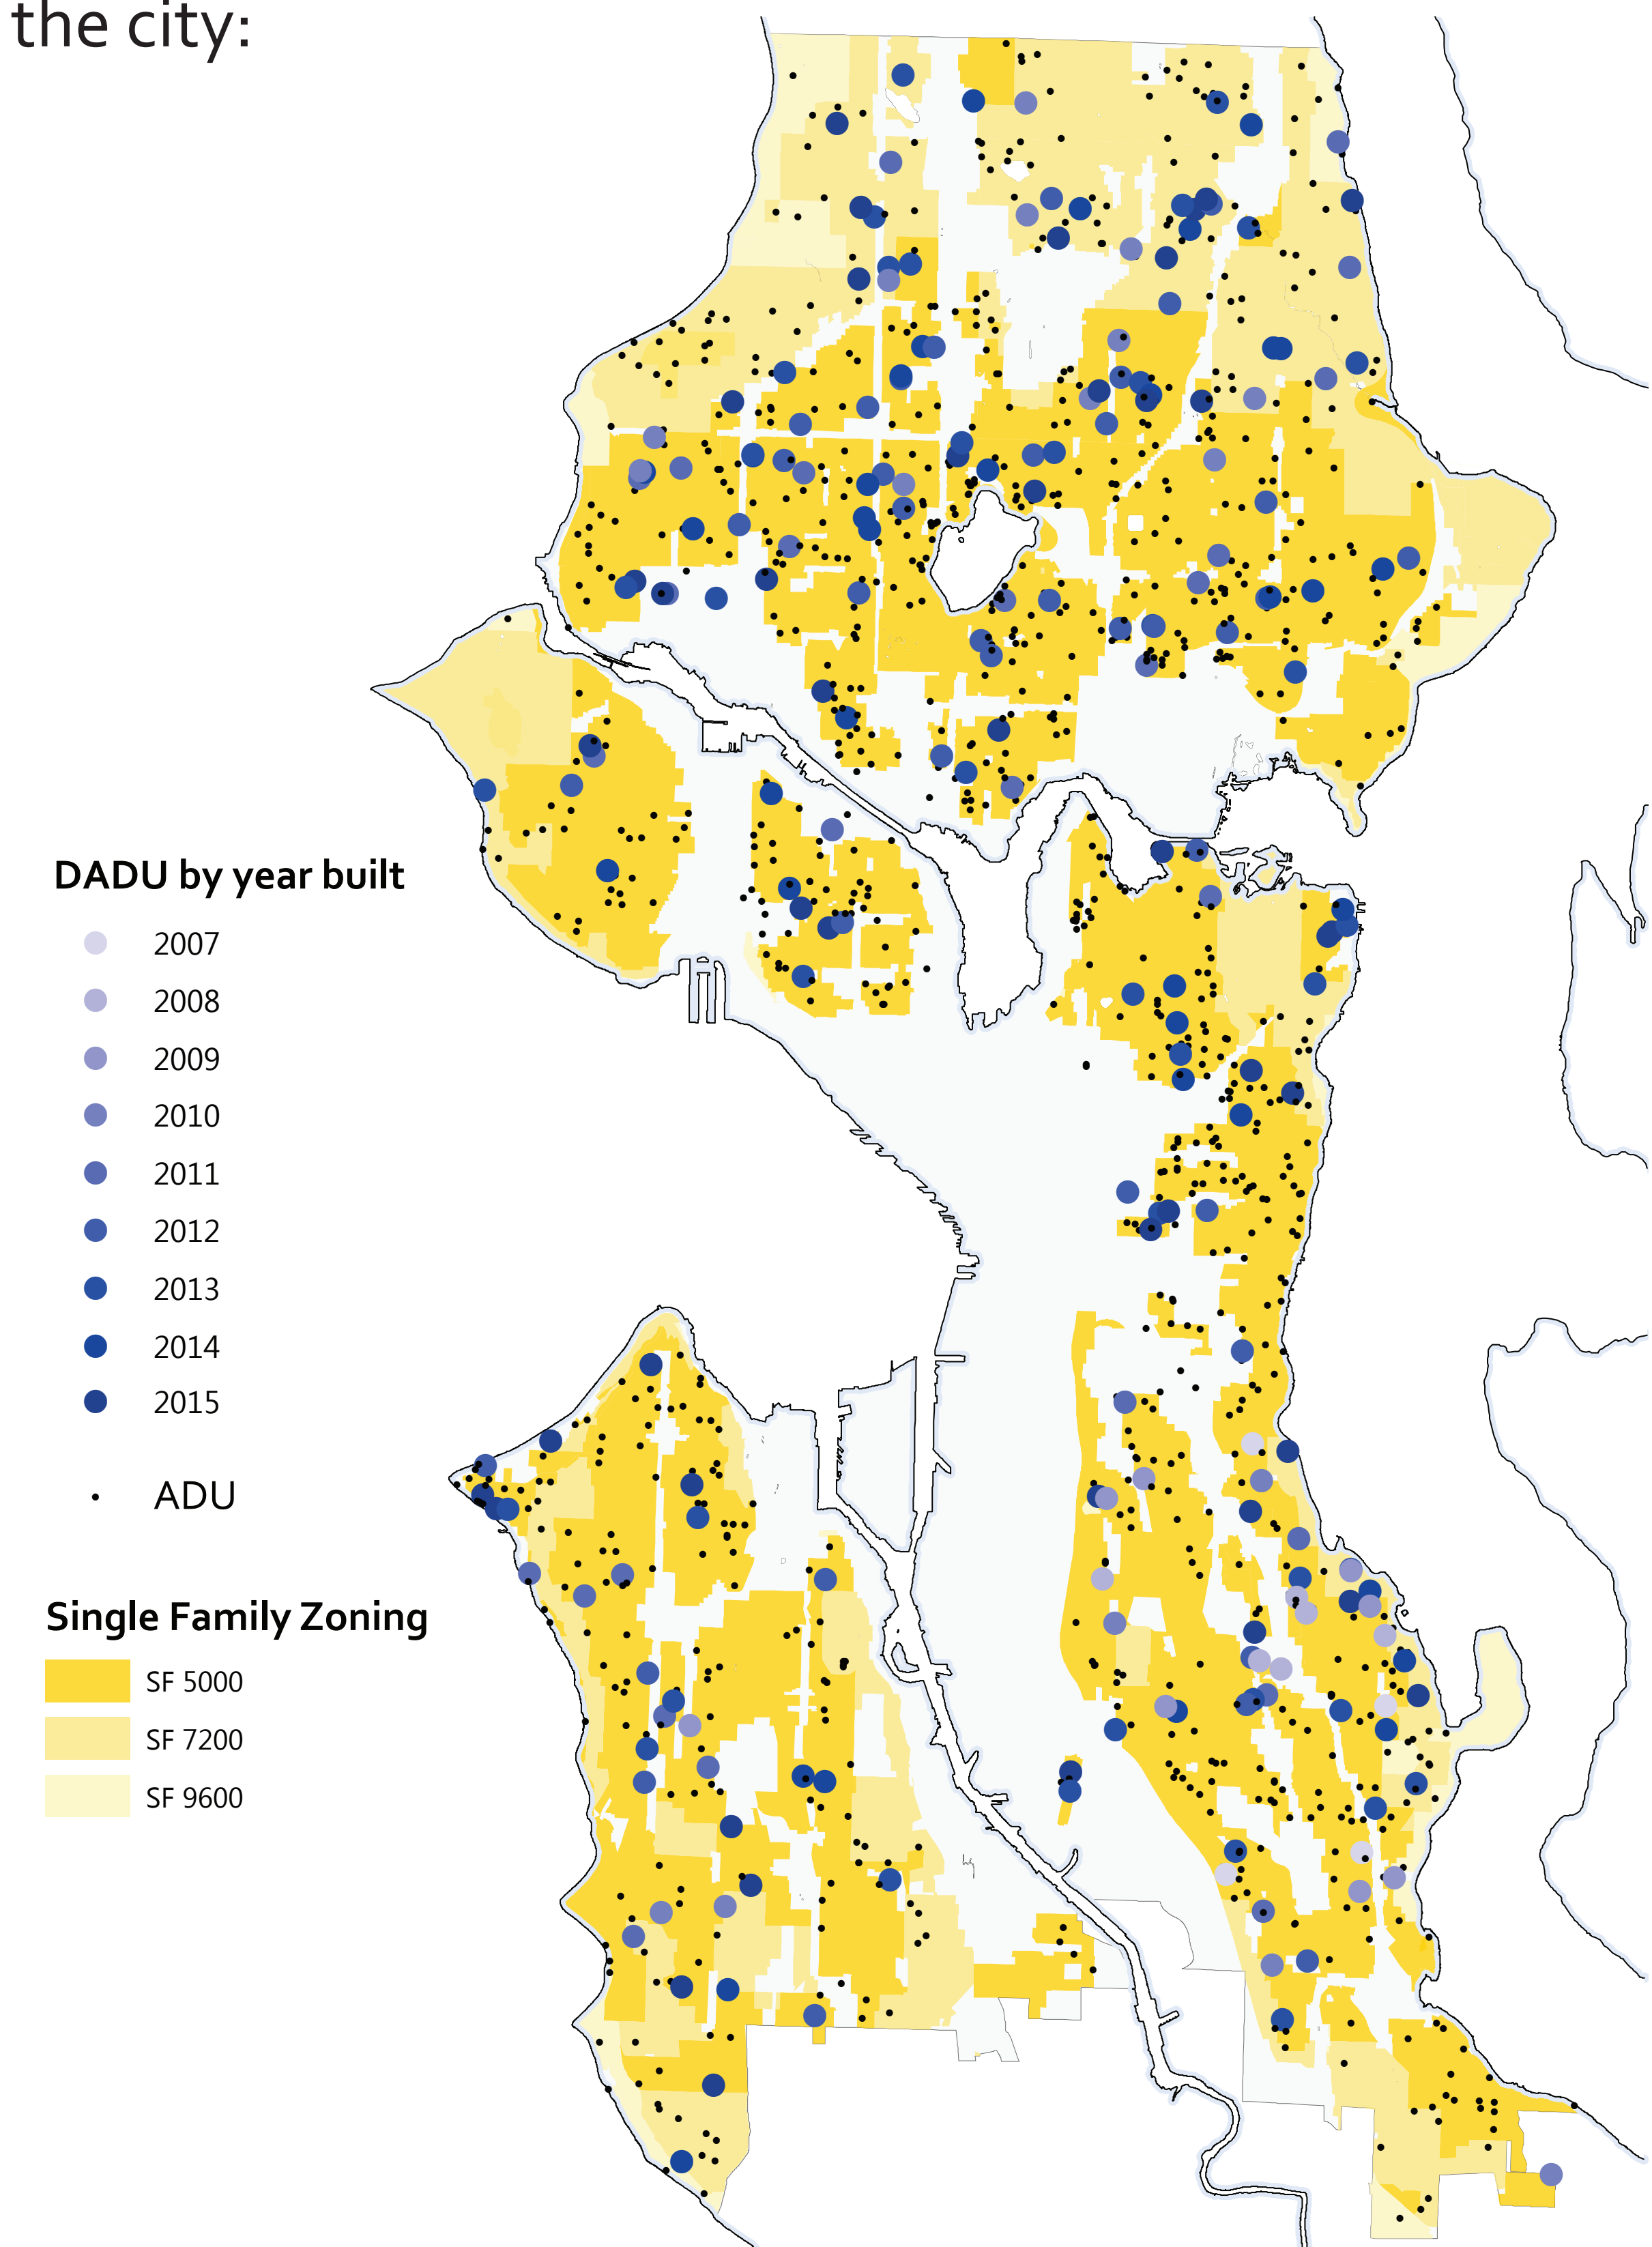 the city:
DADU by year built
2007
2008
2009
2010
2011
2012
2013
2014
2015
ADU
Single Family Zoning
SF 5000
SF 7200
SF 9600